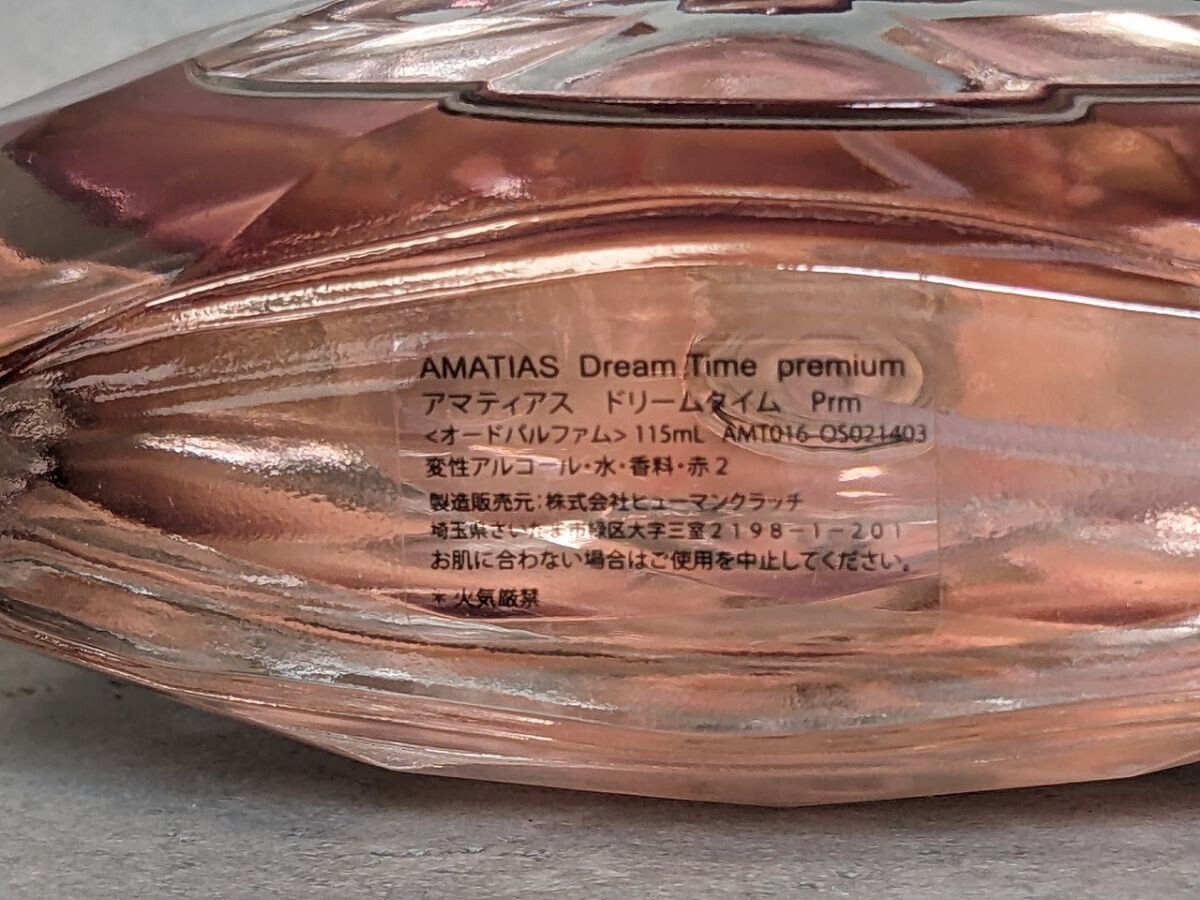 AMATIAS Dream Time premium
アマティアス ドリームタイム Prm
<オードパルファム> 115mL AMT016-OS021403
変性アルコール・水・香料・赤2
製造販売元:株式会社ヒューマンクラッチ
埼玉県さいたま市緑区大字三室2198-1-201
お肌に合わない場合はご使用を中止してください。
* 火気厳禁